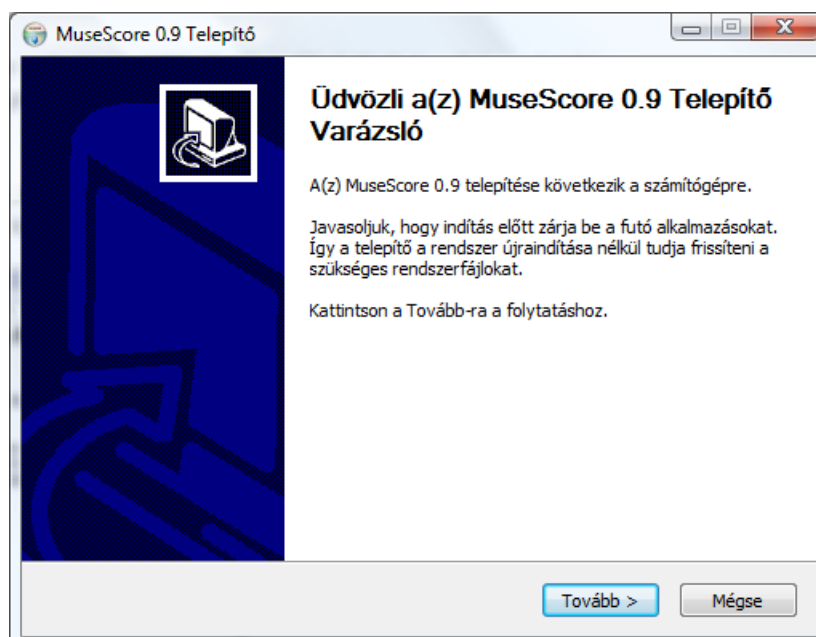 MuseScore 0.9 Telepítő
Üdvözli a(z) MuseScore 0.9 Telepítő
Varázsló
A(z) MuseScore 0.9 telepítése következik a számítógépre.
Javasoljuk, hogy indítás előtt zárja be a futó alkalmazásokat.
Így a telepítő a rendszer újraindítása nélkül tudja frissíteni a
szükséges rendszerfájlokat.
Kattintson a Tovább-ra a folytatáshoz.
Tovább > Mégse